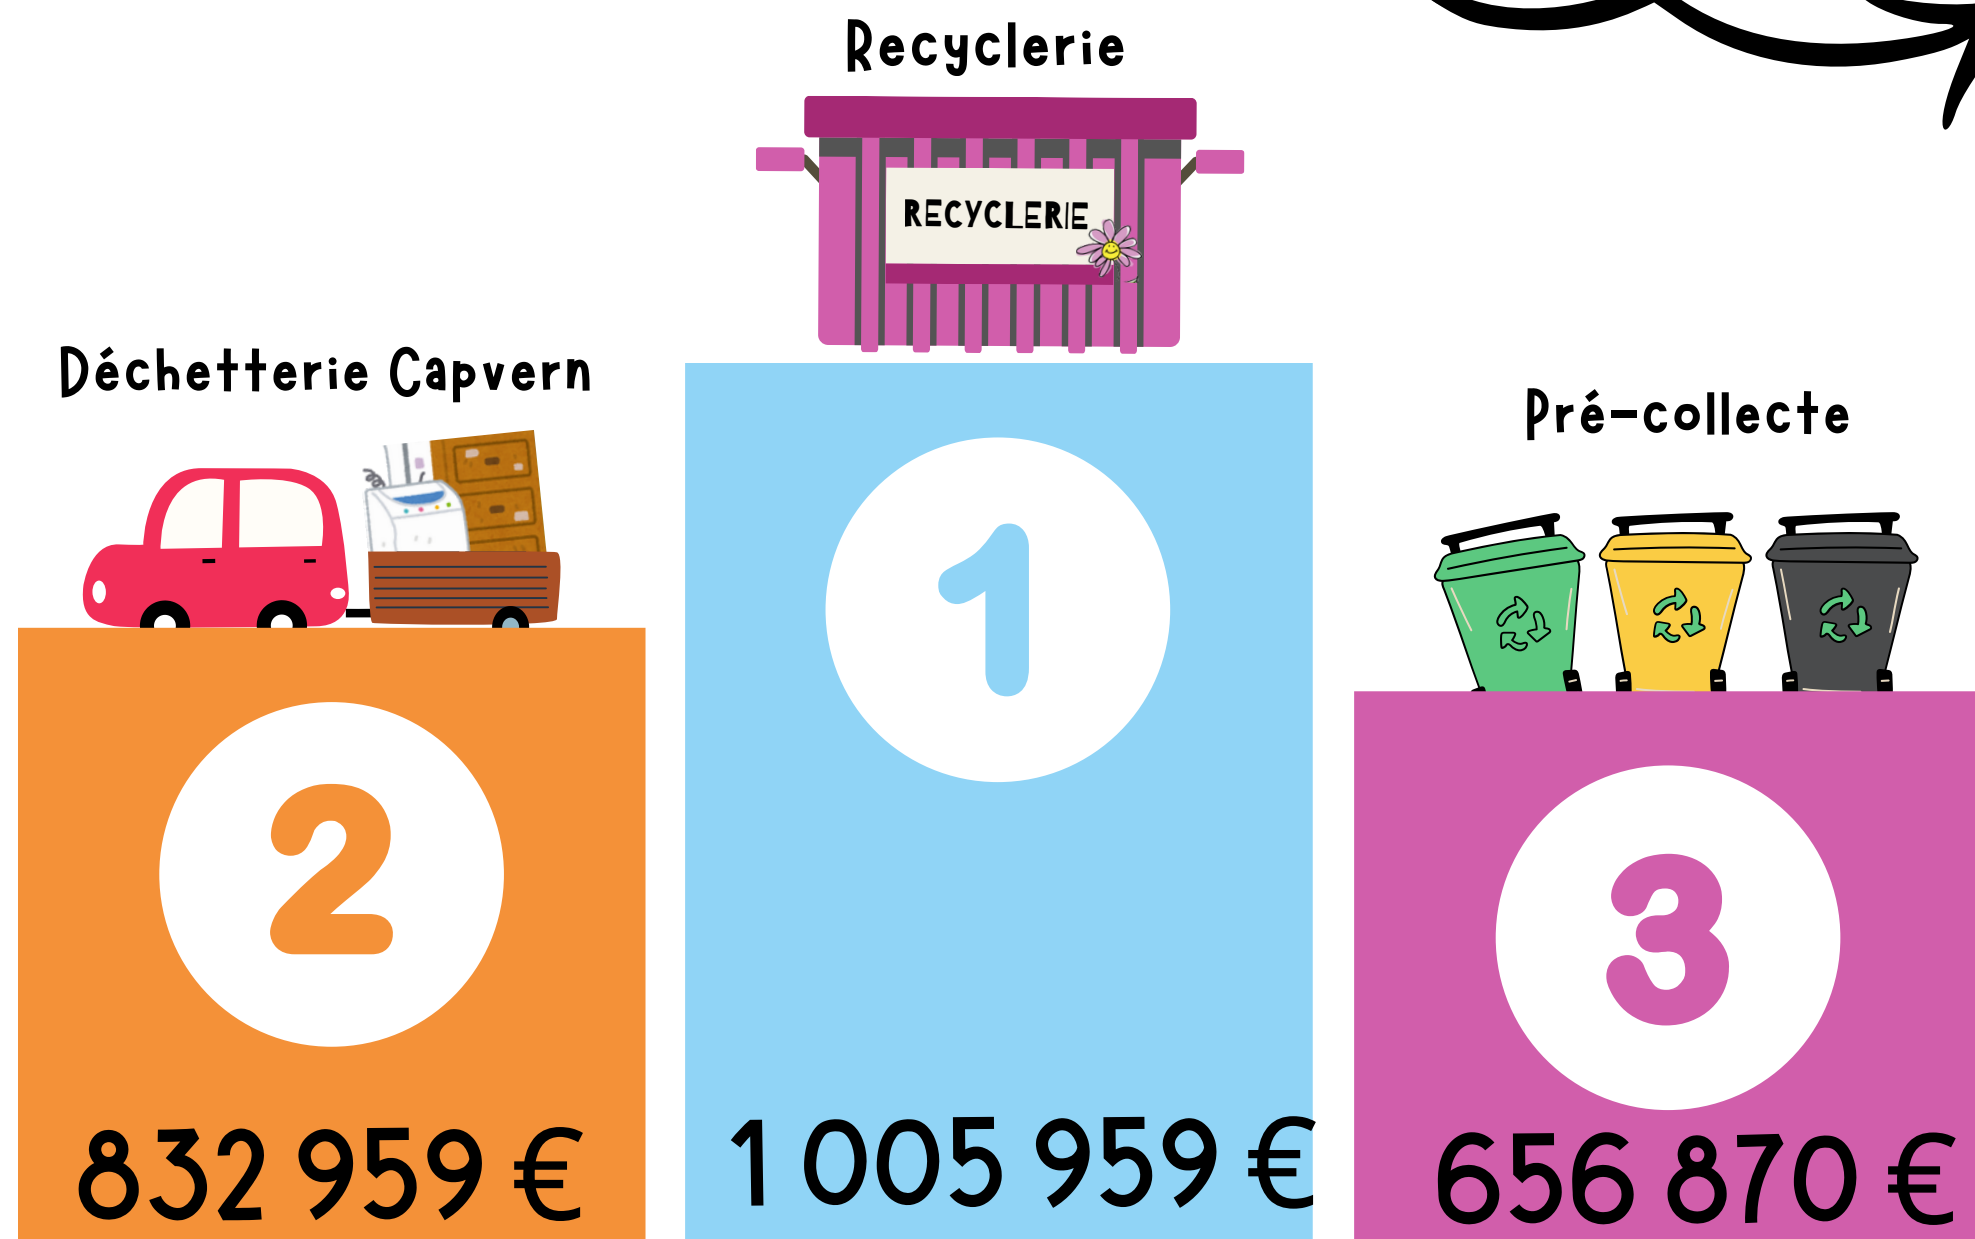 Recyclerie
RECYCLERIE
Déchetterie Capvern
Pré-collecte
1
2
3
832 959 €
1 005 959 €
656 870 €